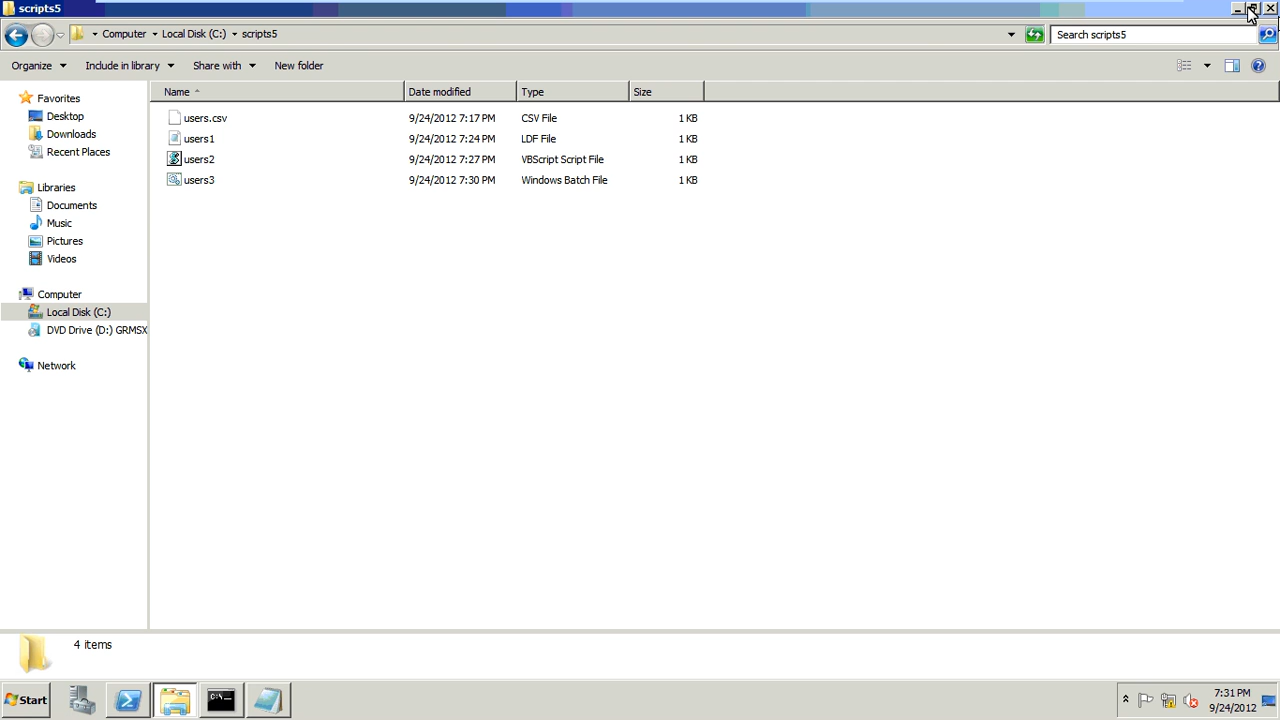 scripts5
Computer Local Disk (C:) scripts5 Search scripts5
Organize Include in library Share with New folder
Name Date modified Type Size
users.csv 9/24/2012 7:17 PM CSV File 1 KB
users1 9/24/2012 7:24 PM LDF File 1 KB
users2 9/24/2012 7:27 PM VBScript Script File 1 KB
users3 9/24/2012 7:30 PM Windows Batch File 1 KB
Favorites
Desktop
Downloads
Recent Places
Libraries
Documents
Music
Pictures
Videos
Computer
Local Disk (C:)
DVD Drive (D:) GRMSX
Network
4 items
Start
C:\
7:31 PM
9/24/2012